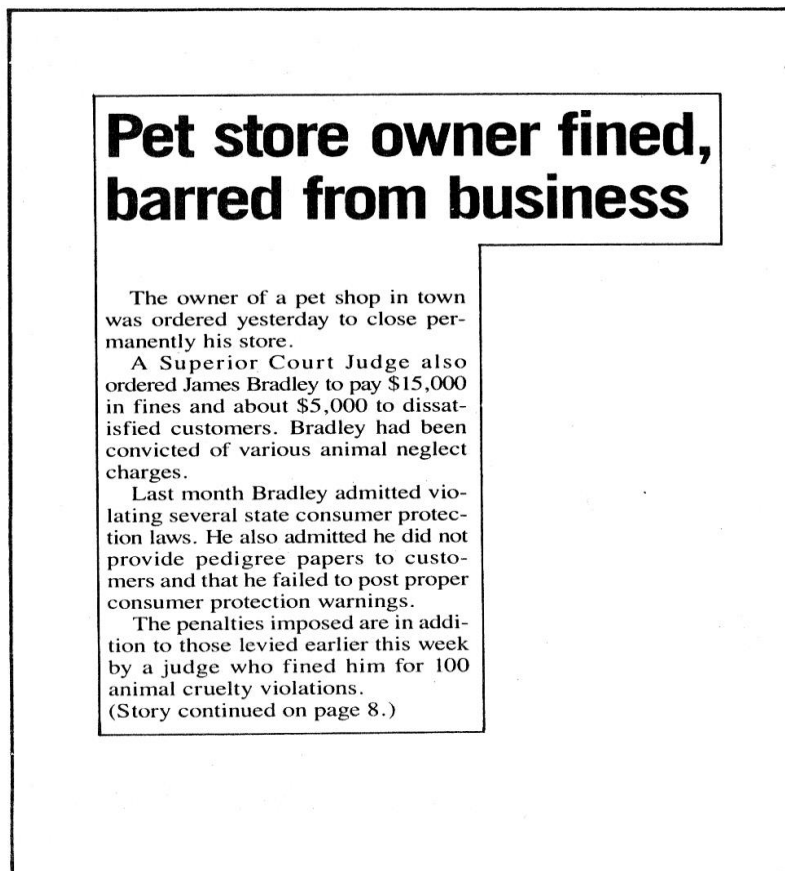 Pet store owner fined,
barred from business
The owner of a pet shop in town
was ordered yesterday to close per-
manently his store.
A Superior Court Judge also
ordered James Bradley to pay $15,000
in fines and about $5,000 to dissat-
isfied customers. Bradley had been
convicted of various animal neglect
charges.
Last month Bradley admitted vio-
lating several state consumer protec-
tion laws. He also admitted he did not
provide pedigree papers to custo-
mers and that he failed to post proper
consumer protection warnings.
The penalties imposed are in addi-
tion to those levied earlier this week
by a judge who fined him for 100
animal cruelty violations.
(Story continued on page 8.)